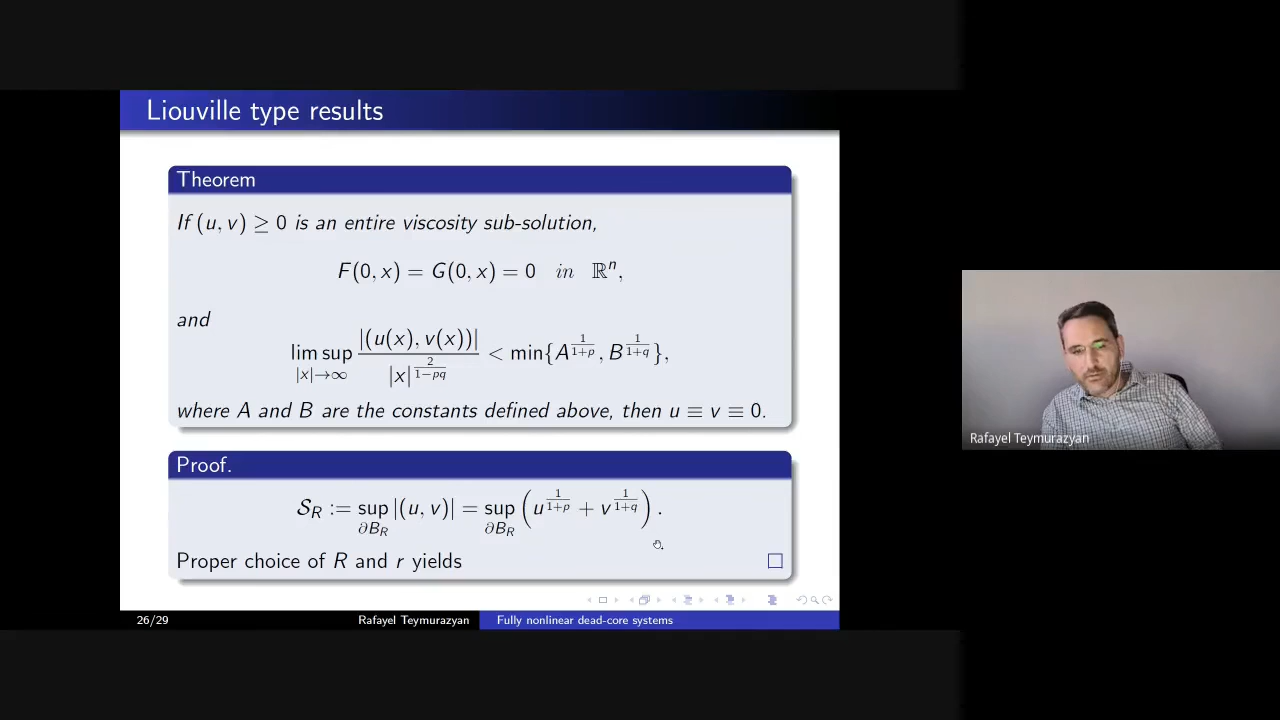 Liouville type results
Theorem
If (u, v) ≥ 0 is an entire viscosity sub-solution,
F(0, x) = G(0, x) = 0 in ℝⁿ,
and
lim sup_{|x|→∞} |(u(x), v(x))| / |x|^{2/(1−pq)} < min{A^{1/(1+p)}, B^{1/(1+q)}},
where A and B are the constants defined above, then u ≡ v ≡ 0.
Proof.
𝒮_R := sup_{∂B_R} |(u, v)| = sup_{∂B_R} (u^{1/(1+p)} + v^{1/(1+q)}).
Proper choice of R and r yields □
26/29 Rafayel Teymurazyan Fully nonlinear dead-core systems
Rafayel Teymurazyan